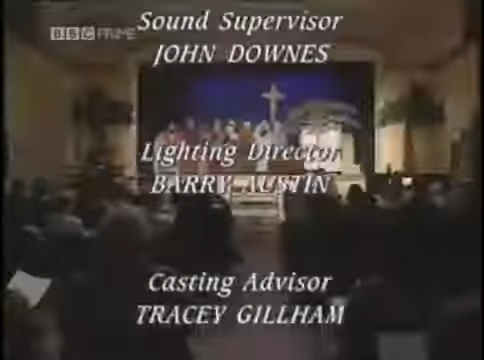 Sound Supervisor
BBC PRIME
JOHN DOWNES
Lighting Director
BARRY AUSTIN
Casting Advisor
TRACEY GILLHAM